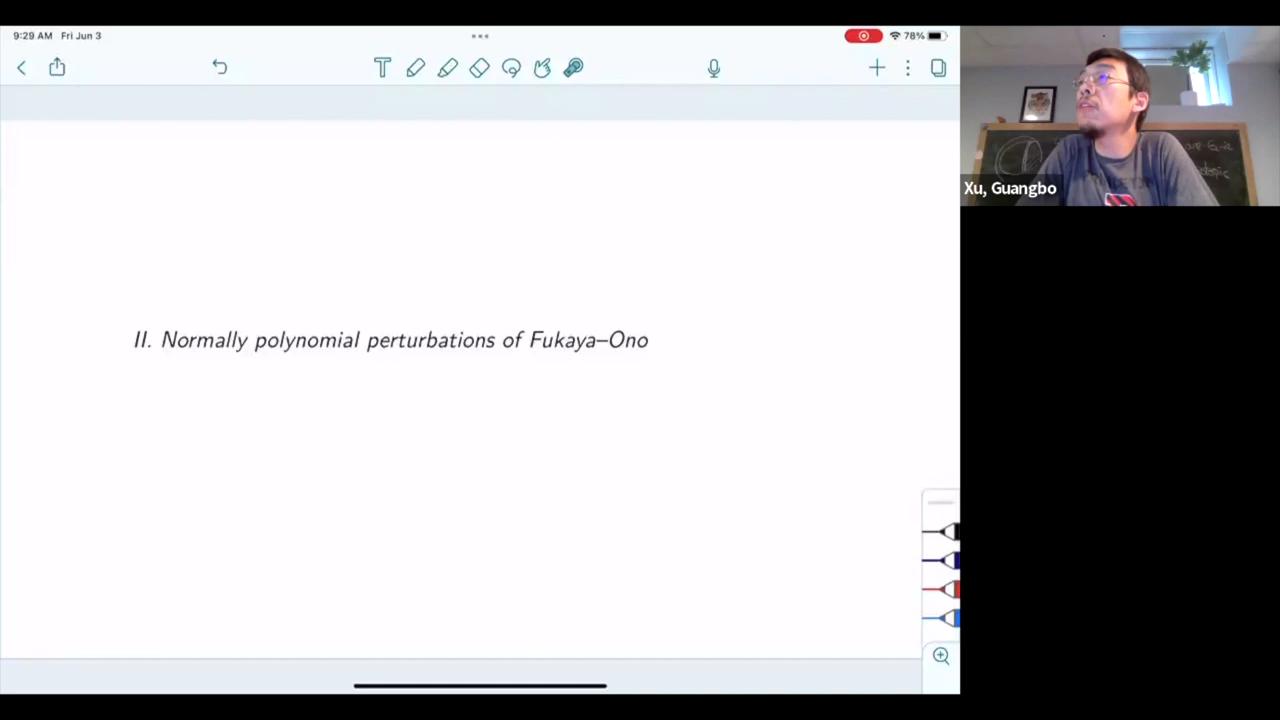 9:29 AM Fri Jun 3
78%
II. Normally polynomial perturbations of Fukaya–Ono
Xu, Guangbo